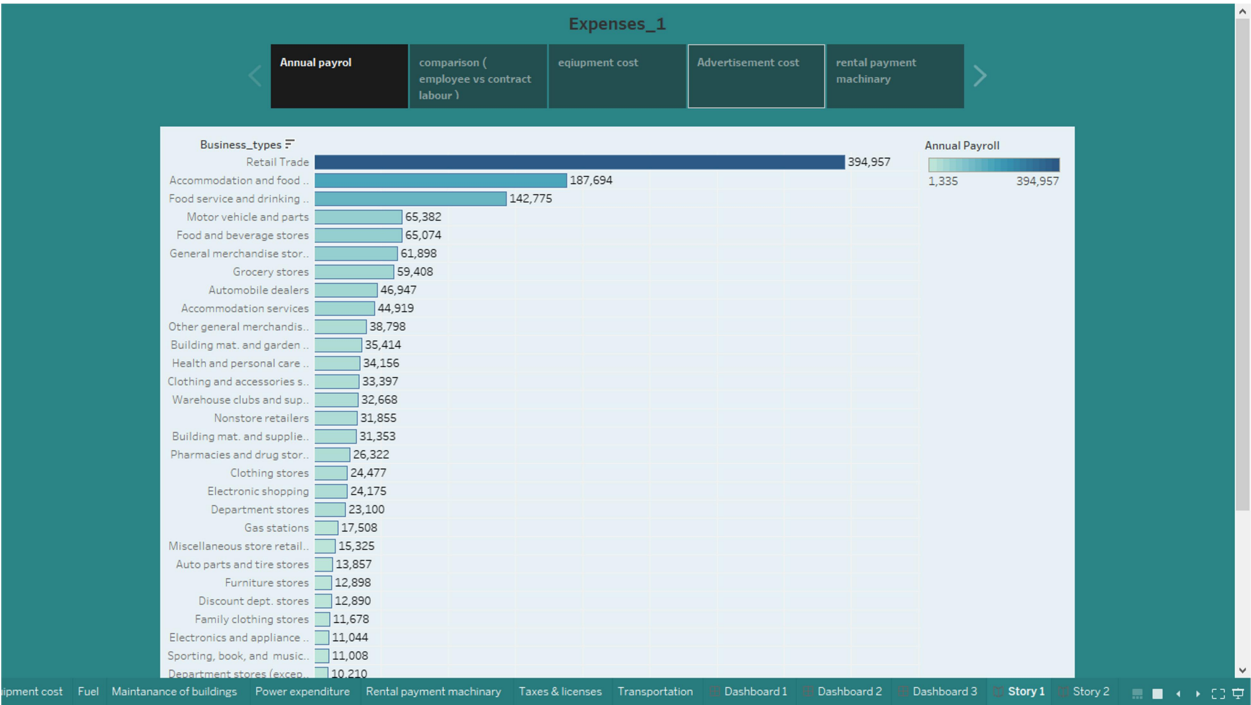 Expenses_1
Annual payrol
comparison (
employee vs contract
labour )
eqiupment cost
Advertisement cost
rental payment
machinary
Business_types
Annual Payroll
1,335 394,957
Retail Trade 394,957
Accommodation and food .. 187,694
Food service and drinking .. 142,775
Motor vehicle and parts 65,382
Food and beverage stores 65,074
General merchandise stor.. 61,898
Grocery stores 59,408
Automobile dealers 46,947
Accommodation services 44,919
Other general merchandis.. 38,798
Building mat. and garden .. 35,414
Health and personal care .. 34,156
Clothing and accessories s.. 33,397
Warehouse clubs and sup.. 32,668
Nonstore retailers 31,855
Building mat. and supplie.. 31,353
Pharmacies and drug stor.. 26,322
Clothing stores 24,477
Electronic shopping 24,175
Department stores 23,100
Gas stations 17,508
Miscellaneous store retail.. 15,325
Auto parts and tire stores 13,857
Furniture stores 12,898
Discount dept. stores 12,890
Family clothing stores 11,678
Electronics and appliance .. 11,044
Sporting, book, and music.. 11,008
Department stores (excep.. 10,210
uipment cost Fuel Maintanance of buildings Power expenditure Rental payment machinary Taxes & licenses Transportation Dashboard 1 Dashboard 2 Dashboard 3 Story 1 Story 2